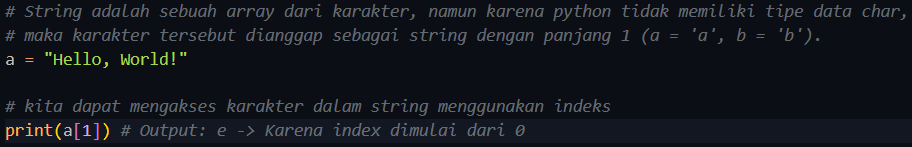 # String adalah sebuah array dari karakter, namun karena python tidak memiliki tipe data char,
# maka karakter tersebut dianggap sebagai string dengan panjang 1 (a = 'a', b = 'b').
a = "Hello, World!"
# kita dapat mengakses karakter dalam string menggunakan indeks
print(a[1]) # Output: e -> Karena index dimulai dari 0